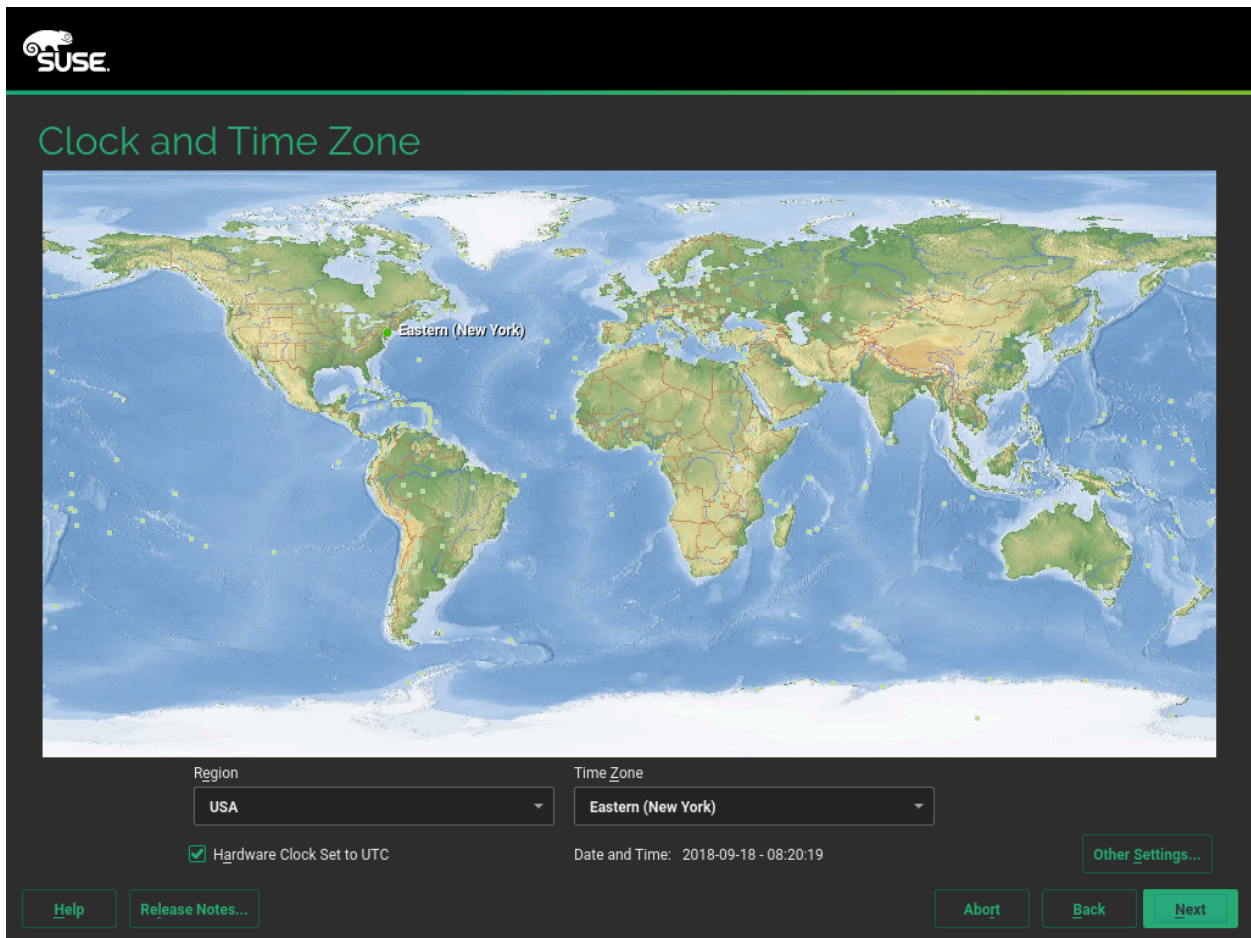 SUSE.
Clock and Time Zone
Eastern (New York)
Region
Time Zone
USA
Eastern (New York)
Hardware Clock Set to UTC
Date and Time: 2018-09-18 - 08:20:19
Other Settings...
Help
Release Notes...
Abort
Back
Next